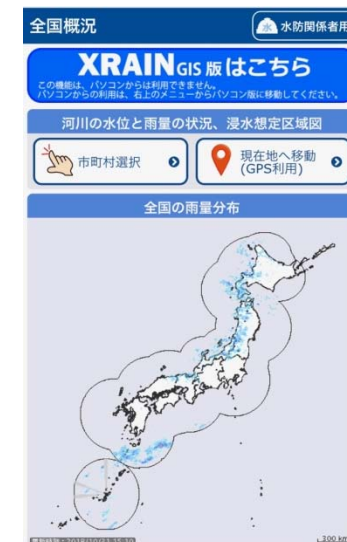 全国概況
水防関係者用
XRAIN GIS 版 はこちら
この機能は、パソコンからは利用できません。
パソコンからの利用は、右上のメニューからパソコン版に移動してください。
河川の水位と雨量の状況、浸水想定区域図
市町村選択
現在地へ移動
(GPS利用)
全国の雨量分布
100 km